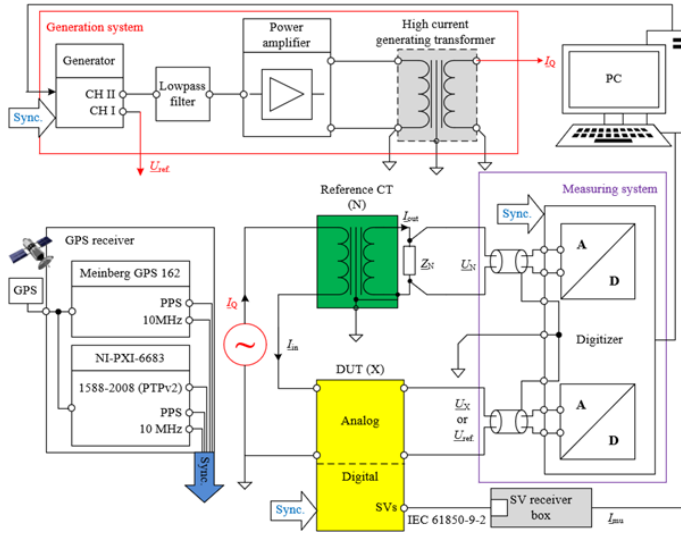 Generation system
Generator
CH II
CH I
Sync.
Lowpass
filter
Power
amplifier
High current
generating transformer
I_Q
U_ref.
PC
GPS receiver
GPS
Meinberg GPS 162
PPS
10MHz
NI-PXI-6683
1588-2008 (PTPv2)
PPS
10 MHz
Sync.
Reference CT
(N)
I_out
Z_N
U_N
I_Q
~
I_in
DUT (X)
Analog
Digital
SVs
Sync.
U_X
or
U_ref.
Measuring system
Sync.
A
D
Digitizer
A
D
IEC 61850-9-2
SV receiver
box
I_mu